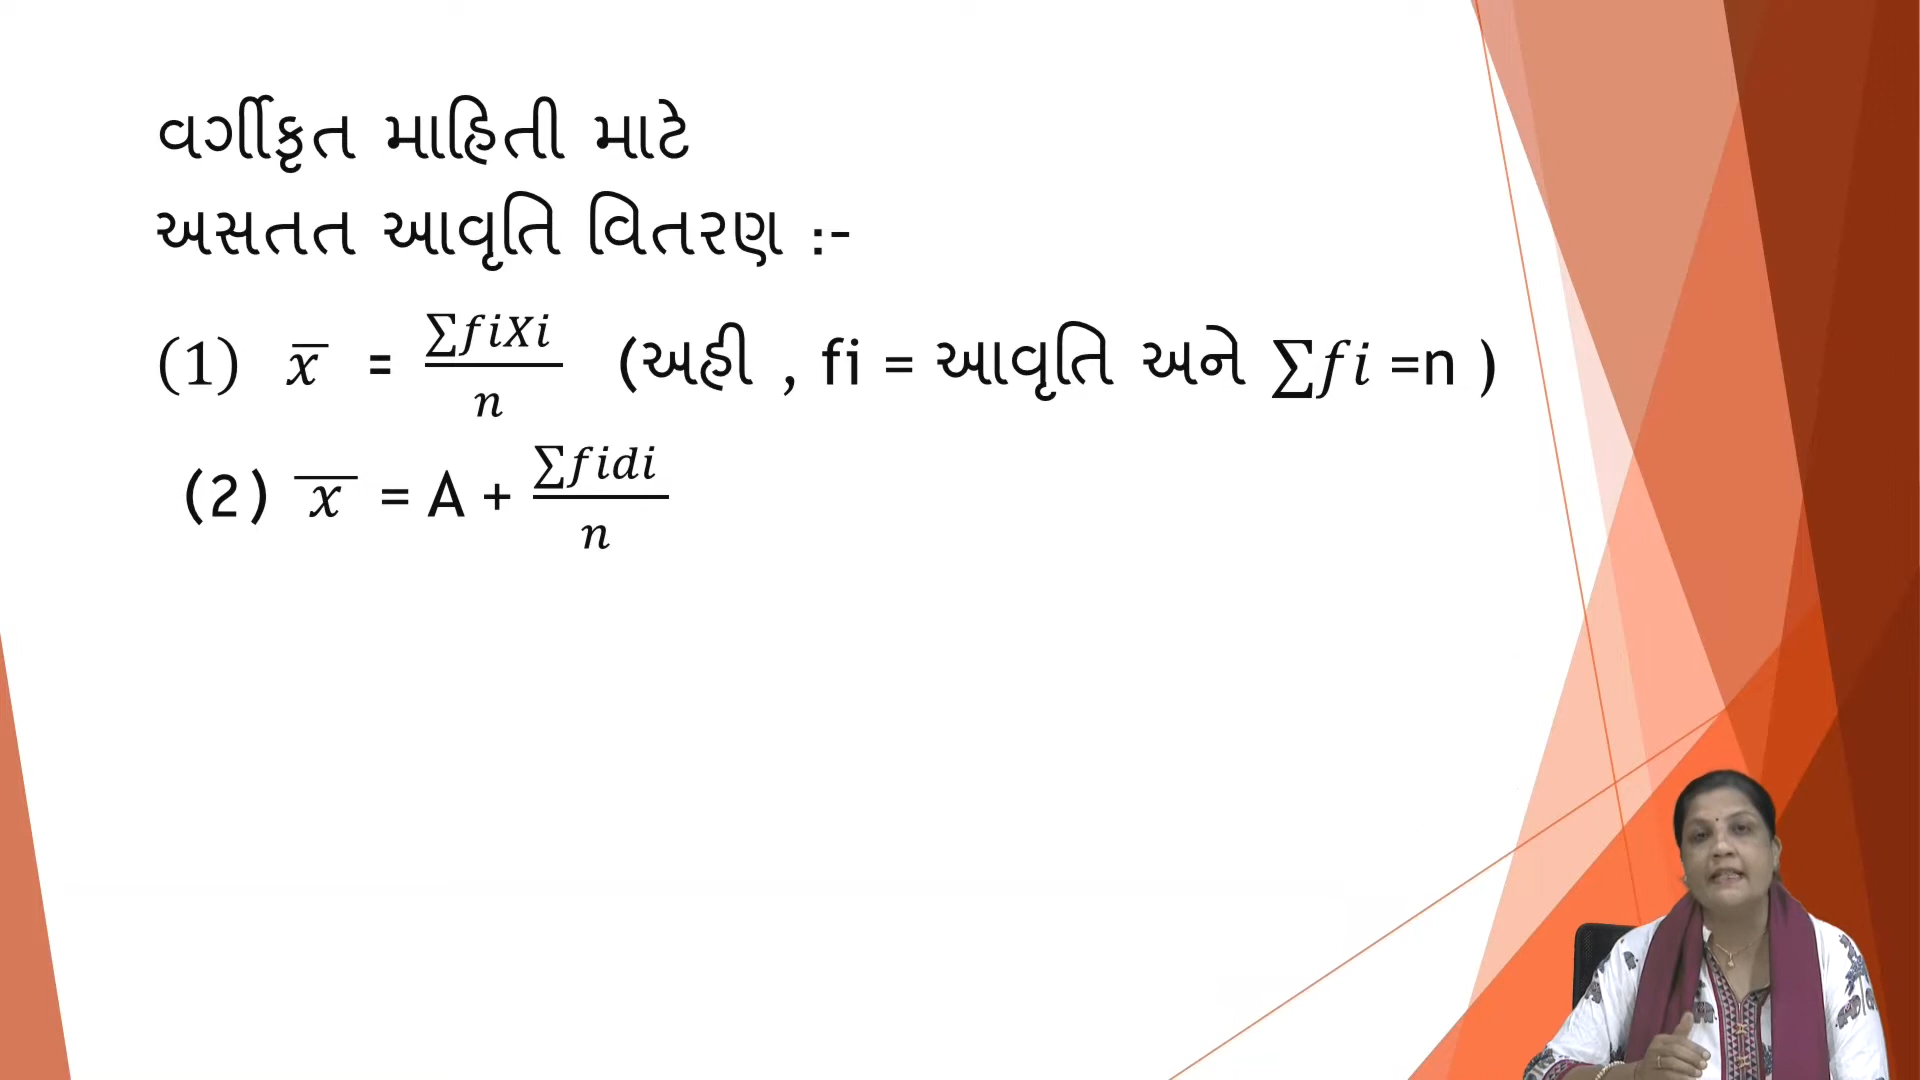 વર્ગીકૃત માહિતી માટે
અસતત આવૃતિ વિતરણ :-
(1) x̅ = ∑fiXi / n (અહી , fi = આવૃતિ અને ∑fi =n )
(2) x̅ = A + ∑fidi / n